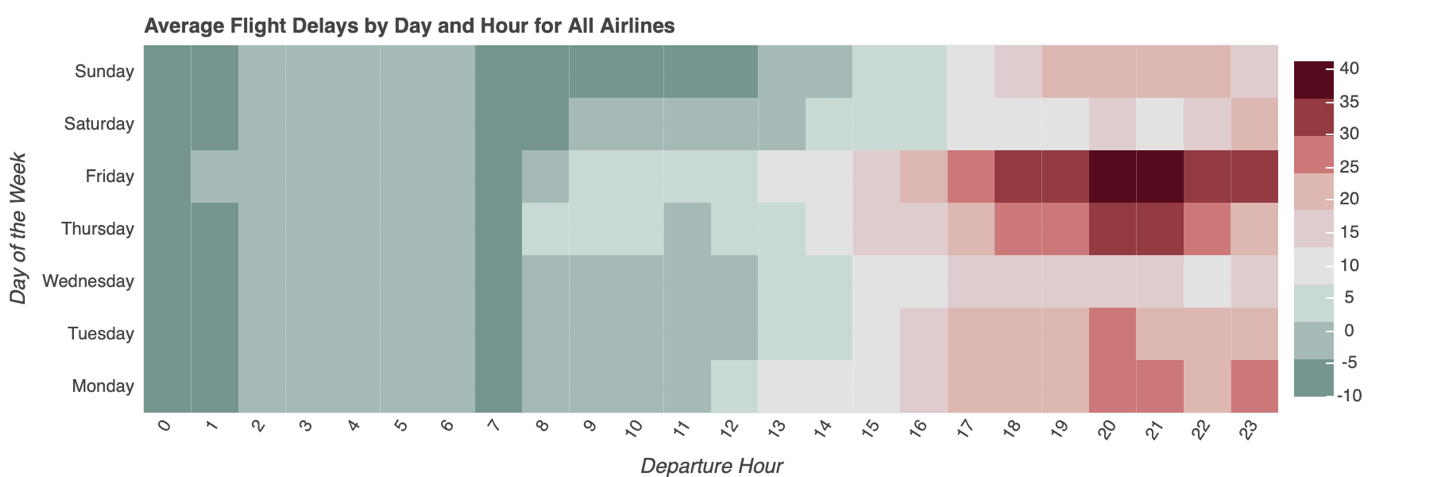 Average Flight Delays by Day and Hour for All Airlines
Day of the Week
Sunday
Saturday
Friday
Thursday
Wednesday
Tuesday
Monday
0 1 2 3 4 5 6 7 8 9 10 11 12 13 14 15 16 17 18 19 20 21 22 23
Departure Hour
40
35
30
25
20
15
10
5
0
-5
-10